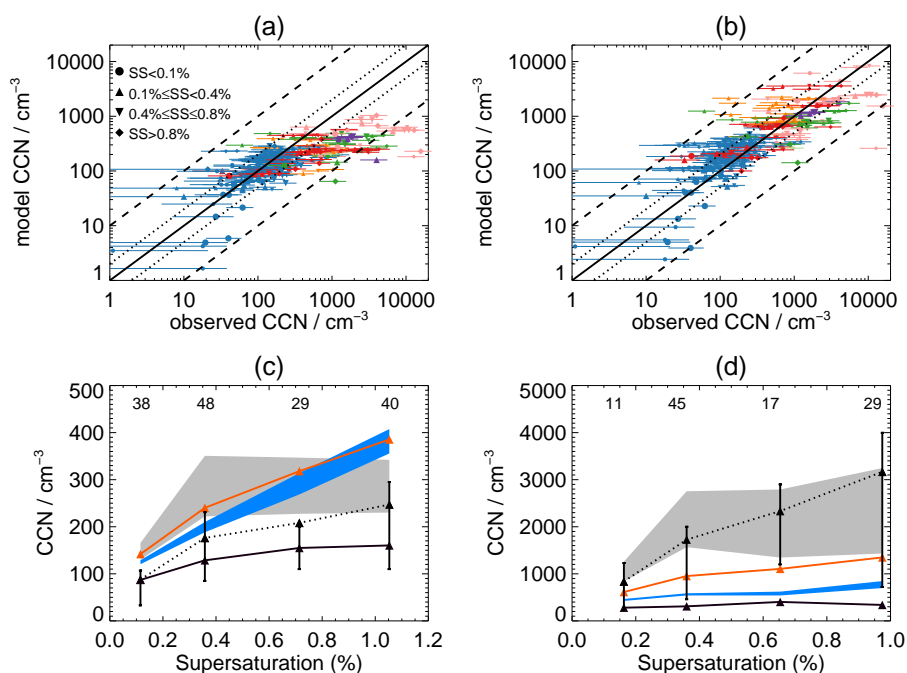 (a)
(b)
model CCN / cm⁻³
10000
1000
100
10
1
SS<0.1%
0.1%≤SS<0.4%
0.4%≤SS≤0.8%
SS>0.8%
1 10 100 1000 10000
observed CCN / cm⁻³
model CCN / cm⁻³
10000
1000
100
10
1
1 10 100 1000 10000
observed CCN / cm⁻³
(c)
(d)
CCN / cm⁻³
500
400
300
200
100
0
38 48 29 40
0.0 0.2 0.4 0.6 0.8 1.0 1.2
Supersaturation (%)
CCN / cm⁻³
5000
4000
3000
2000
1000
0
11 45 17 29
0.0 0.2 0.4 0.6 0.8 1.0
Supersaturation (%)